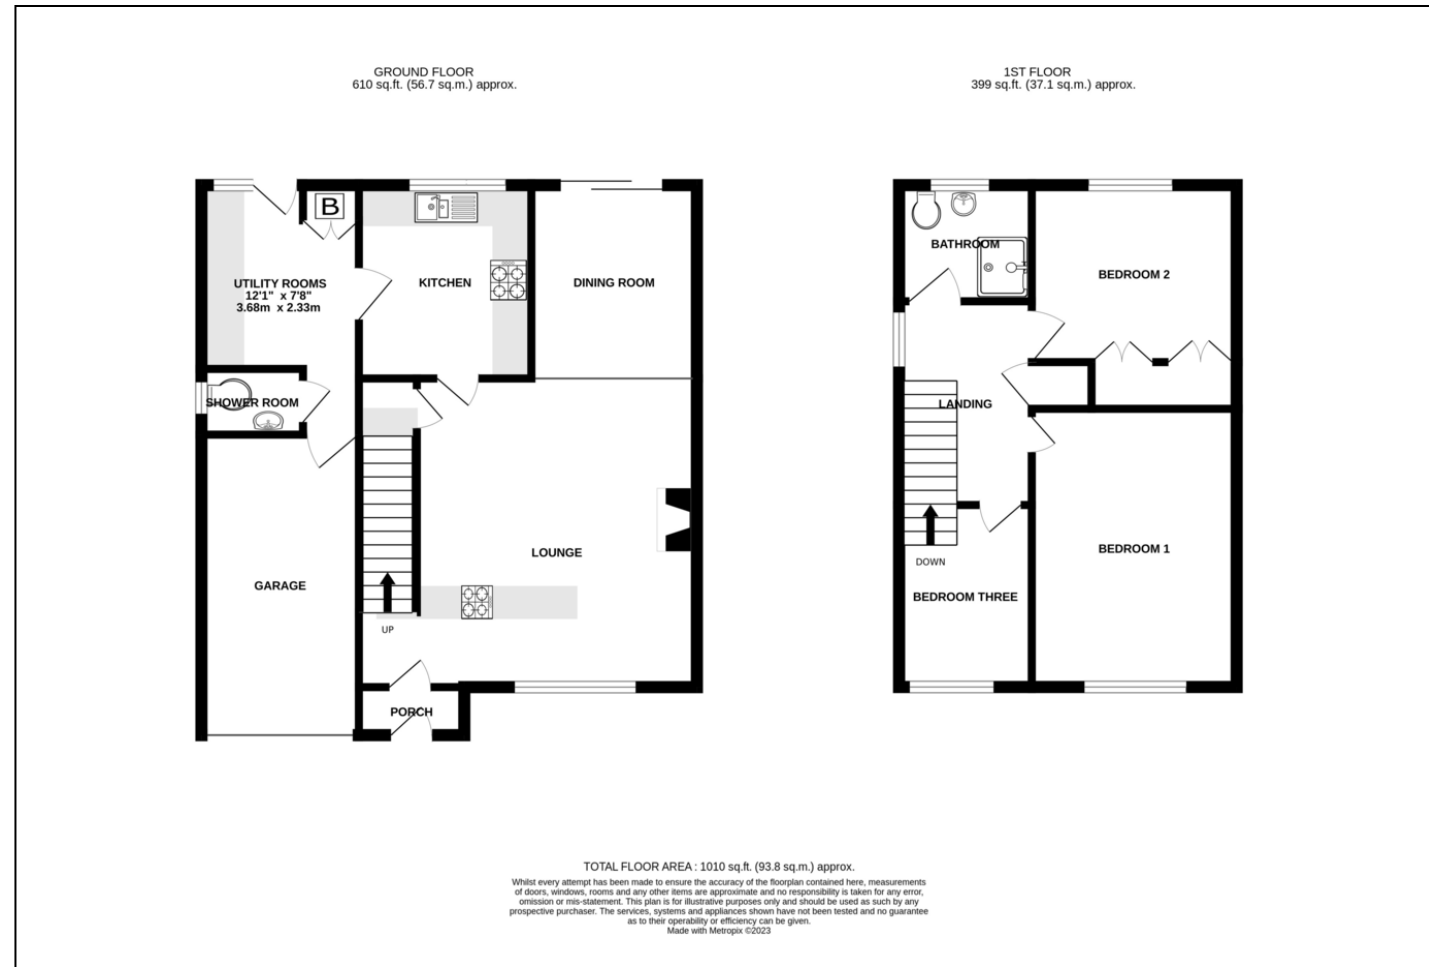 GROUND FLOOR
610 sq.ft. (56.7 sq.m.) approx.
1ST FLOOR
399 sq.ft. (37.1 sq.m.) approx.
B
UTILITY ROOMS
12'1" x 7'8"
3.68m x 2.33m
KITCHEN
DINING ROOM
SHOWER ROOM
LOUNGE
GARAGE
UP
PORCH
BATHROOM
BEDROOM 2
LANDING
BEDROOM 1
DOWN
BEDROOM THREE
TOTAL FLOOR AREA : 1010 sq.ft. (93.8 sq.m.) approx.
Whilst every attempt has been made to ensure the accuracy of the floorplan contained here, measurements
of doors, windows, rooms and any other items are approximate and no responsibility is taken for any error,
omission or mis-statement. This plan is for illustrative purposes only and should be used as such by any
prospective purchaser. The services, systems and appliances shown have not been tested and no guarantee
as to their operability or efficiency can be given.
Made with Metropix ©2023